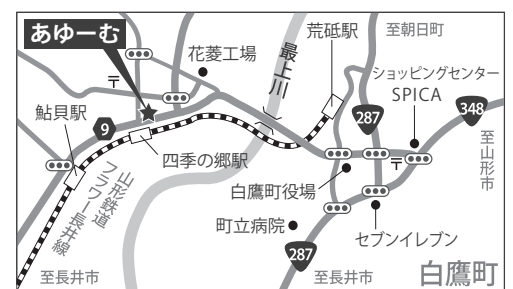 あゆーむ
花菱工場
荒砥駅
至朝日町
最上川
ショッピングセンター
SPICA
348
287
鮎貝駅
9
四季の郷駅
至山形市
山形鉄道
フラワー長井線
白鷹町役場
町立病院
セブンイレブン
287
至長井市
至長井市
白鷹町